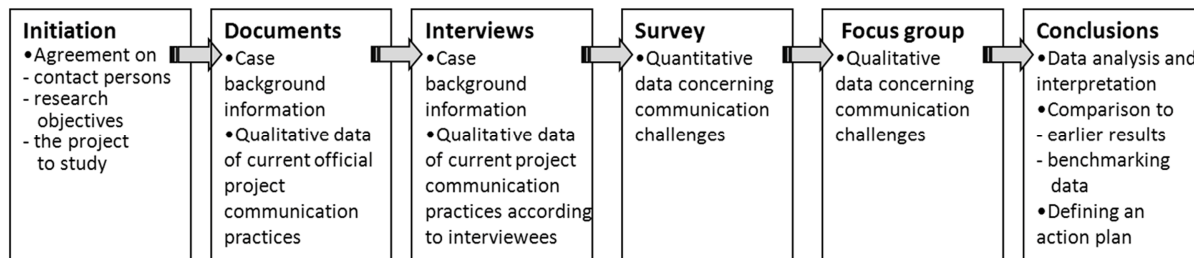 Initiation
•Agreement on
- contact persons
- research
objectives
- the project
to study
Documents
•Case
background
information
•Qualitative data
of current official
project
communication
practices
Interviews
•Case
background
information
•Qualitative data
of current project
communication
practices according
to interviewees
Survey
•Quantitative
data concerning
communication
challenges
Focus group
•Qualitative
data concerning
communication
challenges
Conclusions
•Data analysis and
interpretation
•Comparison to
- earlier results
- benchmarking
data
•Defining an
action plan